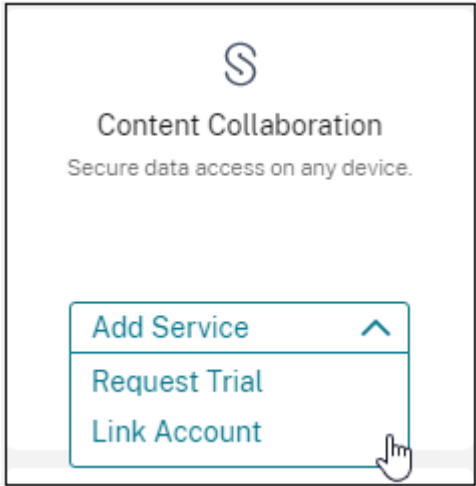 Content Collaboration
Secure data access on any device.
Add Service
Request Trial
Link Account